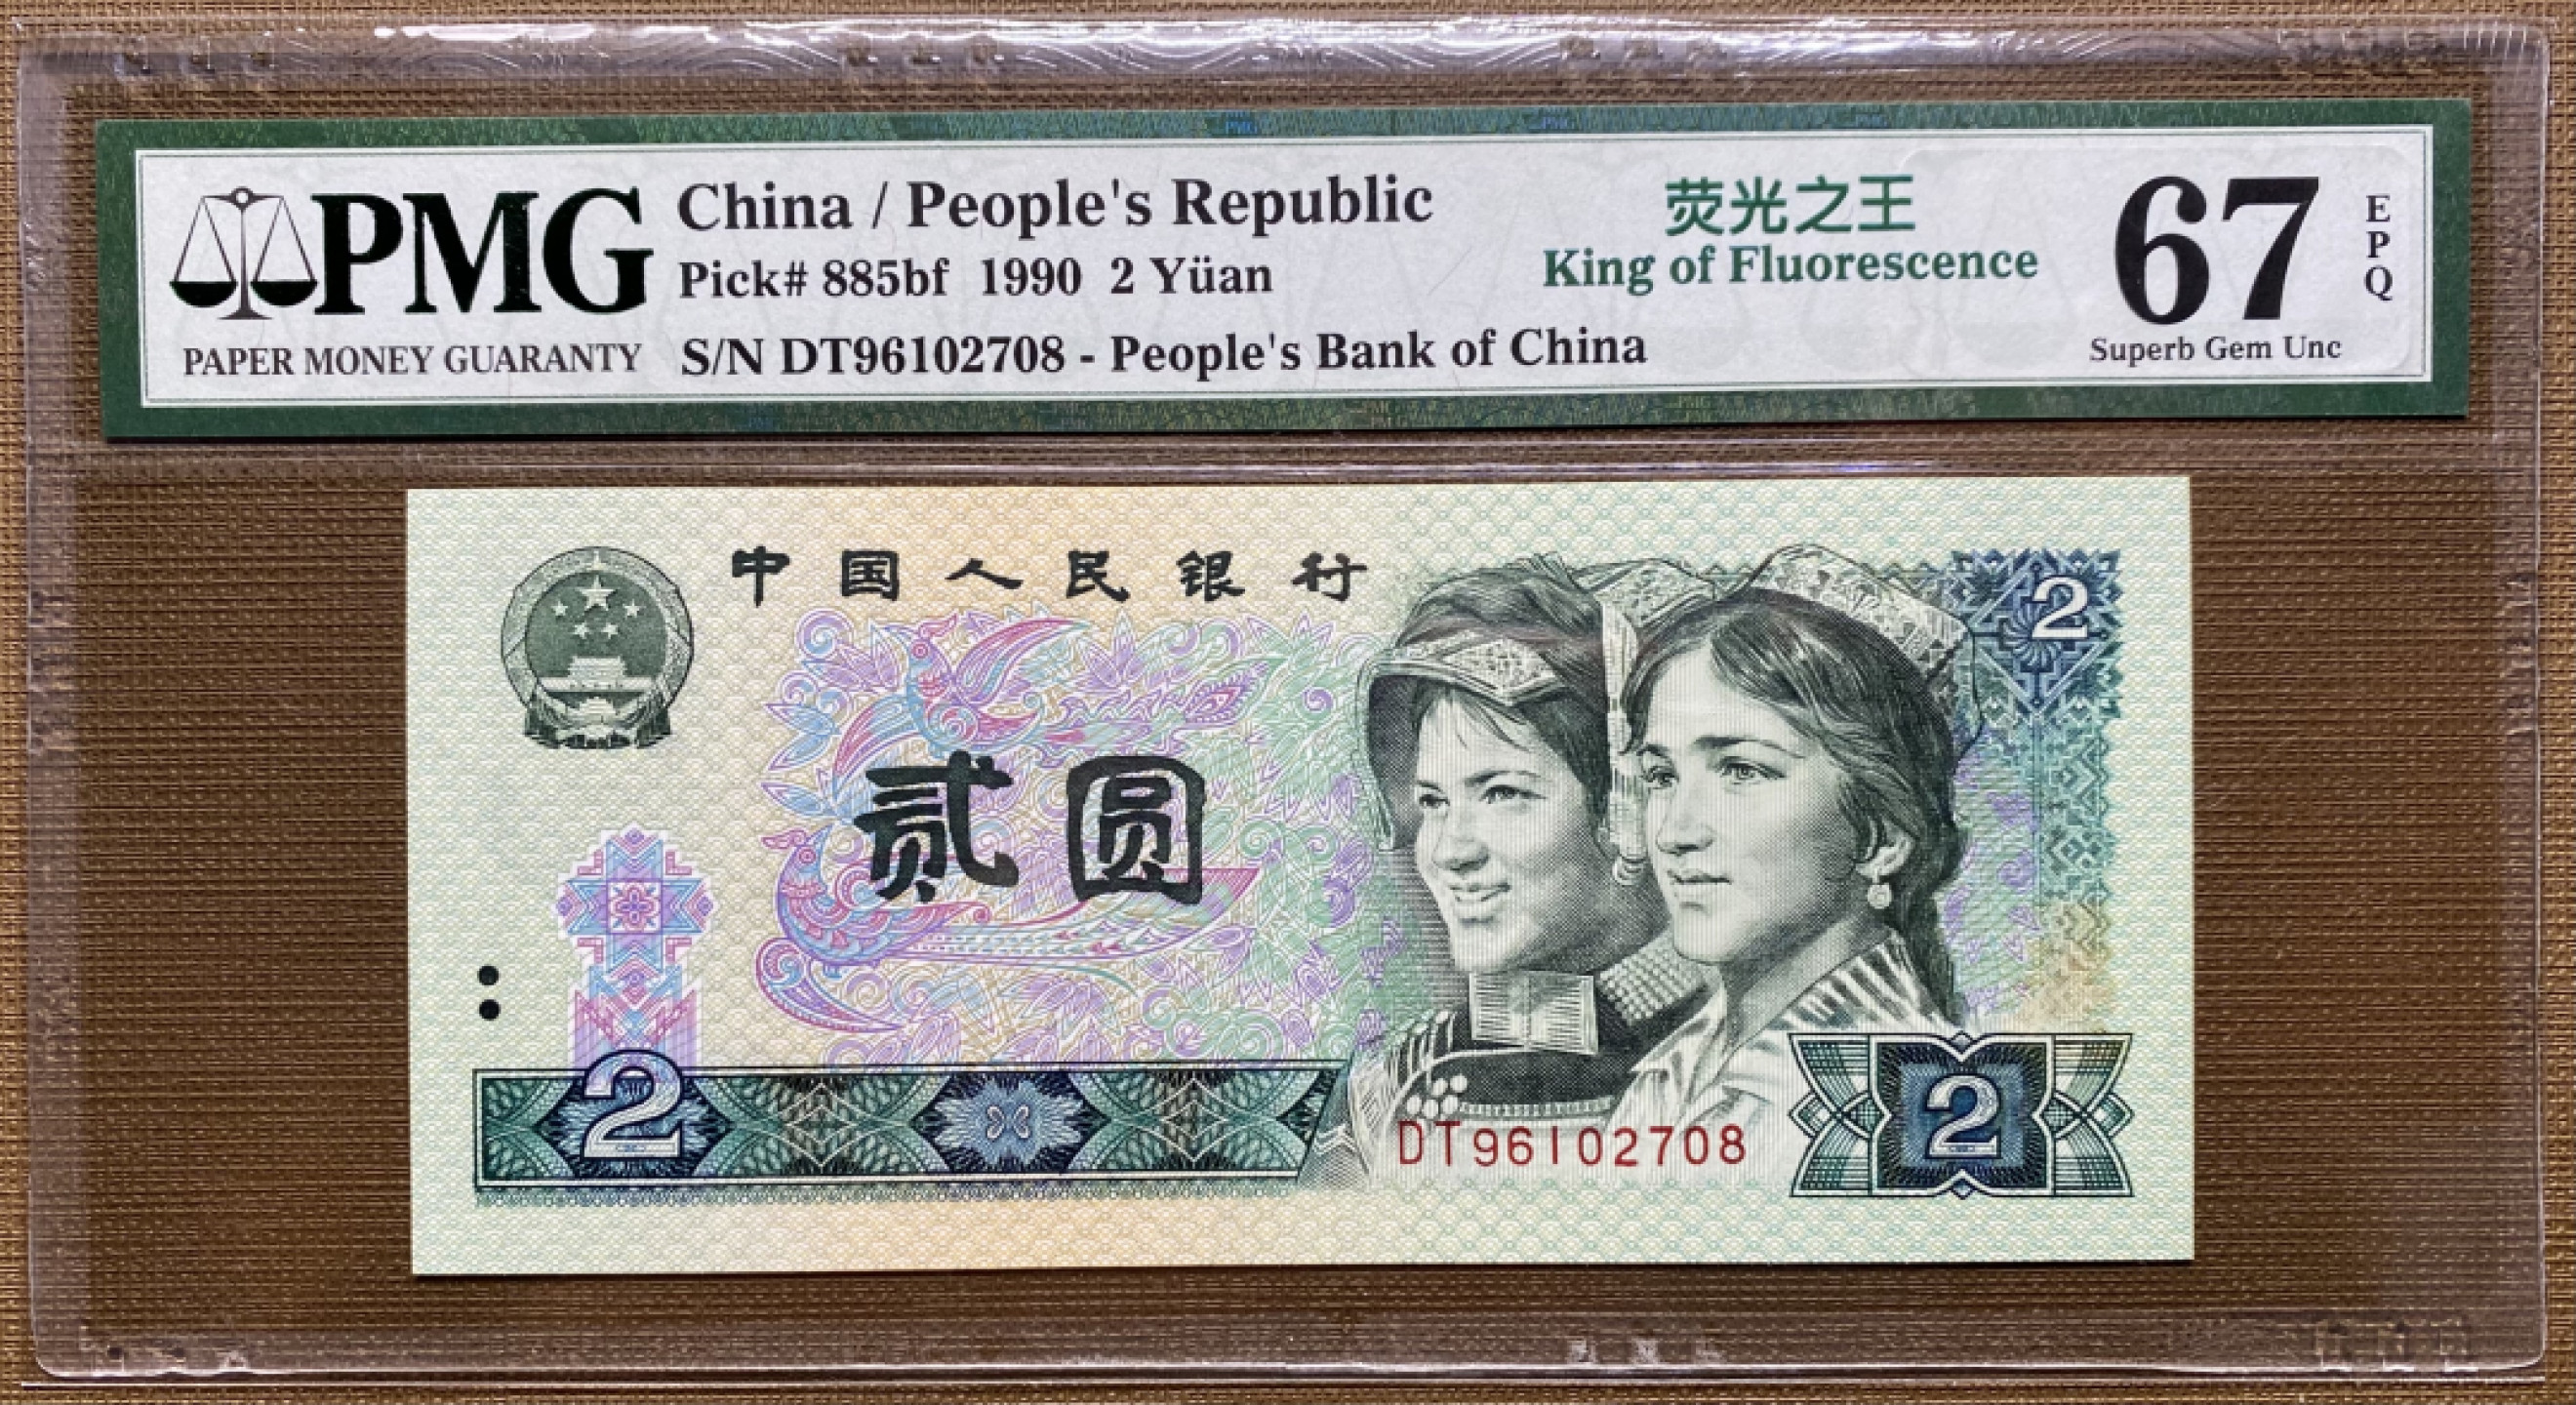 PMG
PAPER MONEY GUARANTY
China / People's Republic
Pick# 885bf 1990 2 Yüan
S/N DT96102708 - People's Bank of China
荧光之王
King of Fluorescence
67
EPQ
Superb Gem Unc
中国人民银行
2
贰圆
2
DT96102708
2